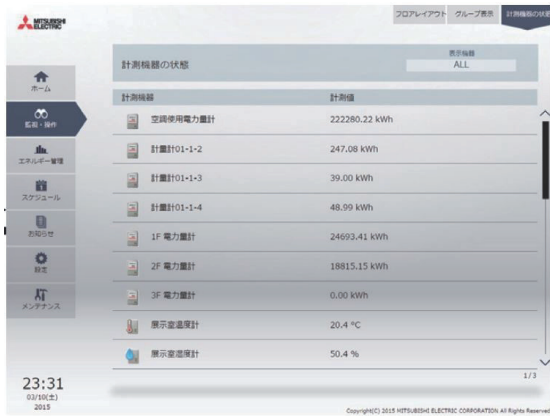 MITSUBISHI
ELECTRIC
フロアレイアウト グループ表示 計測機器の状態
計測機器の状態
表示機器
ALL
ホーム
監視・操作
エネルギー管理
スケジュール
お知らせ
設定
メンテナンス
計測機器 計測値
空調使用電力量計 222280.22 kWh
計量計01-1-2 247.08 kWh
計量計01-1-3 39.00 kWh
計量計01-1-4 48.99 kWh
1F 電力量計 24693.41 kWh
2F 電力量計 18815.15 kWh
3F 電力量計 0.00 kWh
展示室温度計 20.4 °C
展示室湿度計 50.4 %
1/3
23:31
03/10(土)
2015
Copyright(C) 2015 MITSUBISHI ELECTRIC CORPORATION All Rights Reserved